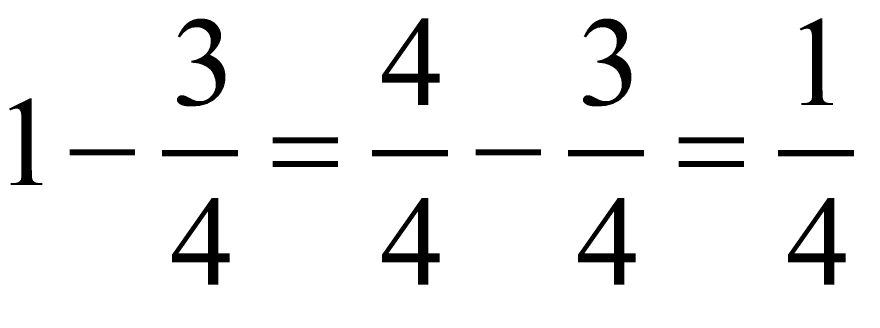 1 - 3/4 = 4/4 - 3/4 = 1/4